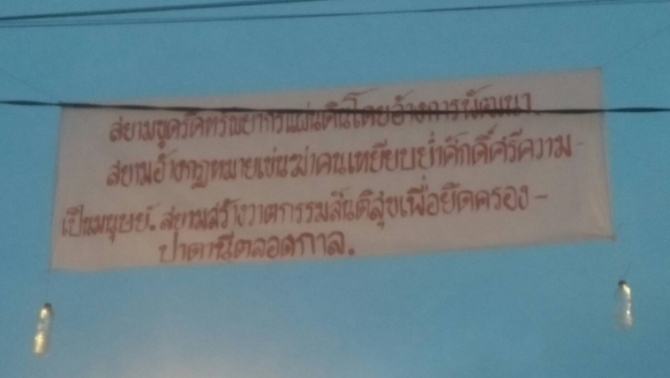 สยามขูดรีดทรัพยากรแผ่นดินโดยอ้างการพัฒนา.
สยามอ้างกฎหมายเข่นฆ่าคนเหยียบย่ำศักดิ์ศรีความ-
เป็นมนุษย์. สยามสร้างวาตกรรมสันติสุขเพื่อยึดครอง-
ปาตานีตลอดกาล.